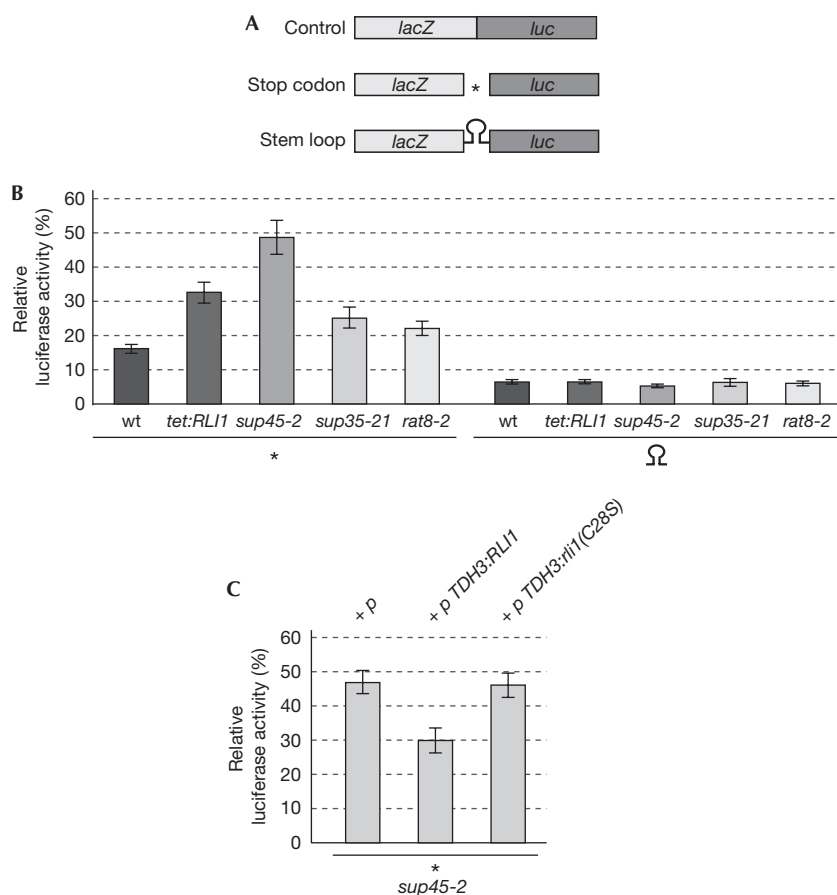 A
Control lacZ luc
Stop codon lacZ * luc
Stem loop lacZ luc
B
Relative
luciferase activity (%)
60
50
40
30
20
10
0
wt tet:RLI1 sup45-2 sup35-21 rat8-2 wt tet:RLI1 sup45-2 sup35-21 rat8-2
*
C
+ p
+ p TDH3:RLI1
+ p TDH3:rli1(C28S)
Relative
luciferase activity (%)
60
50
40
30
20
10
0
*
sup45-2